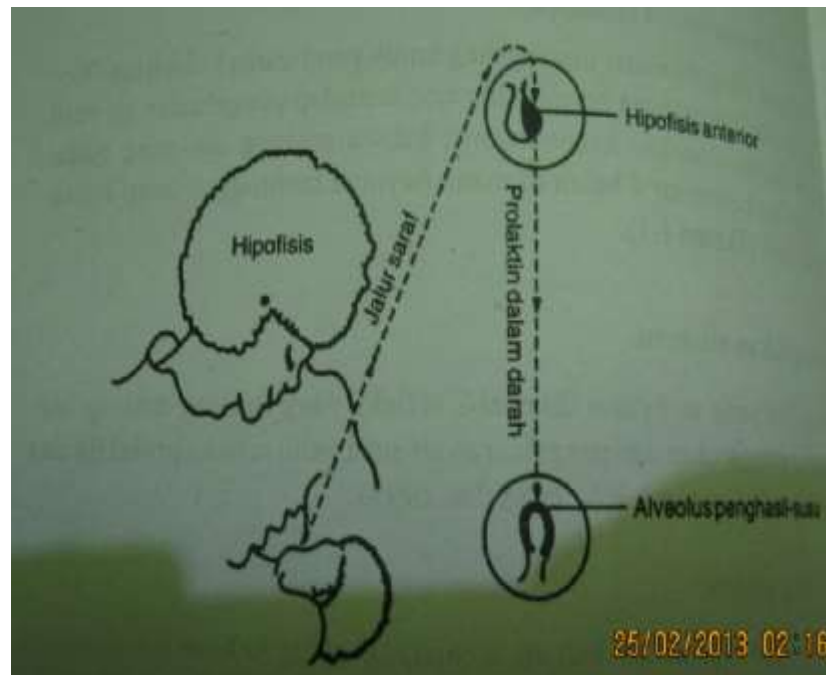 Hipofisis anterior
Hipofisis
Jalur saraf
Prolaktin dalam darah
Alveolus penghasil-susu
25/02/2013 02:16